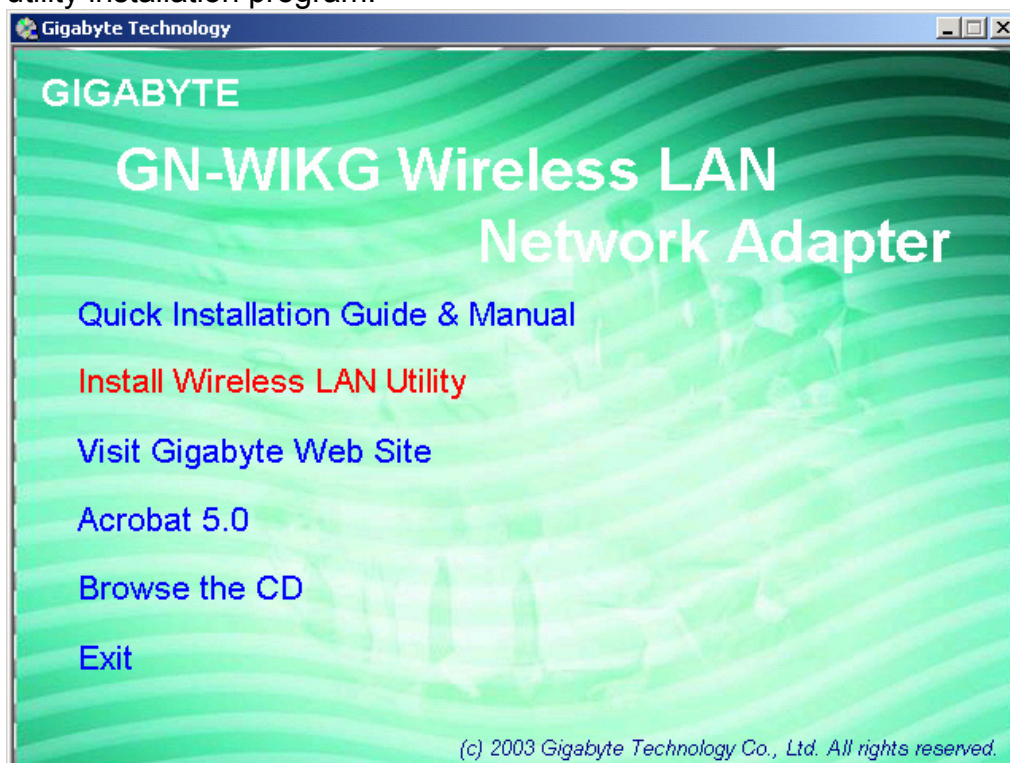 utility installation program.
Gigabyte Technology
GIGABYTE
GN-WIKG Wireless LAN
Network Adapter
Quick Installation Guide & Manual
Install Wireless LAN Utility
Visit Gigabyte Web Site
Acrobat 5.0
Browse the CD
Exit
(c) 2003 Gigabyte Technology Co., Ltd. All rights reserved.